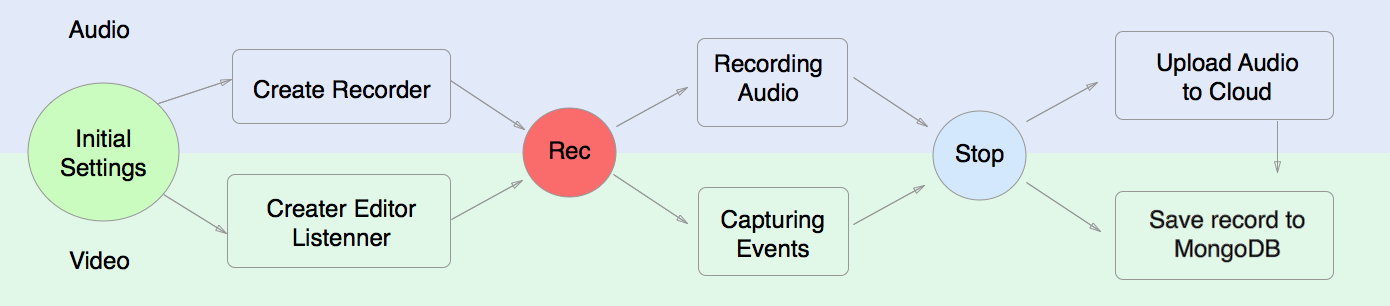 Audio
Initial
Settings
Create Recorder
Creater Editor
Listenner
Video
Rec
Recording
Audio
Capturing
Events
Stop
Upload Audio
to Cloud
Save record to
MongoDB